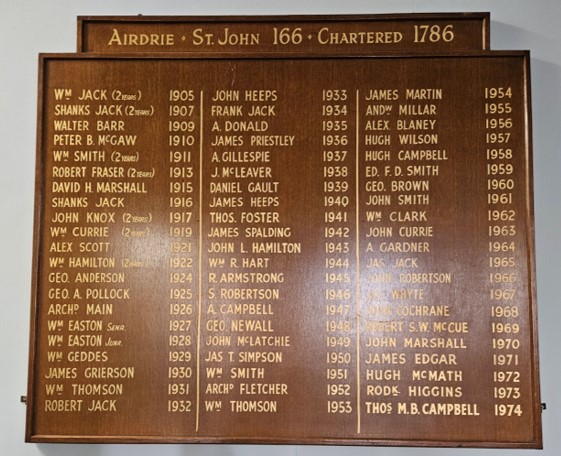 AIRDRIE · ST. JOHN 166 · CHARTERED 1786
WM JACK (2 YEARS) 1905
SHANKS JACK (2 YEARS) 1907
WALTER BARR 1909
PETER B. MCGAW 1910
WM SMITH (2 YEARS) 1911
ROBERT FRASER (2 YEARS) 1913
DAVID H. MARSHALL 1915
SHANKS JACK 1916
JOHN KNOX (2 YEARS) 1917
WM CURRIE (2 YEARS) 1919
ALEX SCOTT 1921
WM HAMILTON (2 YEARS) 1922
GEO. ANDERSON 1924
GEO. A. POLLOCK 1925
ARCHD MAIN 1926
WM EASTON SENR. 1927
WM EASTON JUNR. 1928
WM GEDDES 1929
JAMES GRIERSON 1930
WM THOMSON 1931
ROBERT JACK 1932
JOHN HEEPS 1933
FRANK JACK 1934
A. DONALD 1935
JAMES PRIESTLEY 1936
A. GILLESPIE 1937
J. MCLEAVER 1938
DANIEL GAULT 1939
JAMES HEEPS 1940
THOS. FOSTER 1941
JAMES SPALDING 1942
JOHN L. HAMILTON 1943
WM R. HART 1944
R. ARMSTRONG 1945
S. ROBERTSON 1946
A. CAMPBELL 1947
GEO. NEWALL 1948
JOHN MCLATCHIE 1949
JAS T. SIMPSON 1950
WM SMITH 1951
ARCHD FLETCHER 1952
WM THOMSON 1953
JAMES MARTIN 1954
ANDW MILLAR 1955
ALEX. BLANEY 1956
HUGH WILSON 1957
HUGH CAMPBELL 1958
ED. F. D. SMITH 1959
GEO. BROWN 1960
JOHN SMITH 1961
WM CLARK 1962
JOHN CURRIE 1963
A. GARDNER 1964
JAS JACK 1965
JOHN ROBERTSON 1966
WHYTE 1967
COCHRANE 1968
ROBERT S.W. MCCUE 1969
JOHN MARSHALL 1970
JAMES EDGAR 1971
HUGH MCMATH 1972
RODK HIGGINS 1973
THOS M.B. CAMPBELL 1974